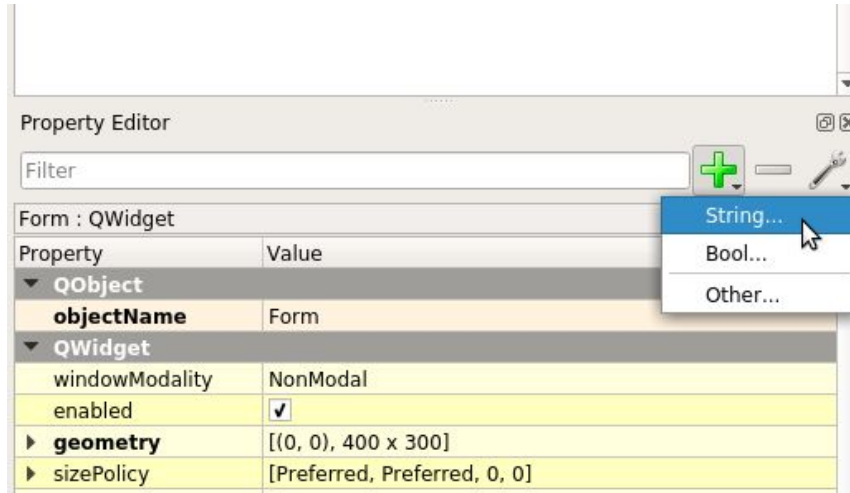 Property Editor
Filter
String...
Form : QWidget
Bool...
Property Value
Other...
QObject
objectName Form
QWidget
windowModality NonModal
enabled
geometry [(0, 0), 400 x 300]
sizePolicy [Preferred, Preferred, 0, 0]